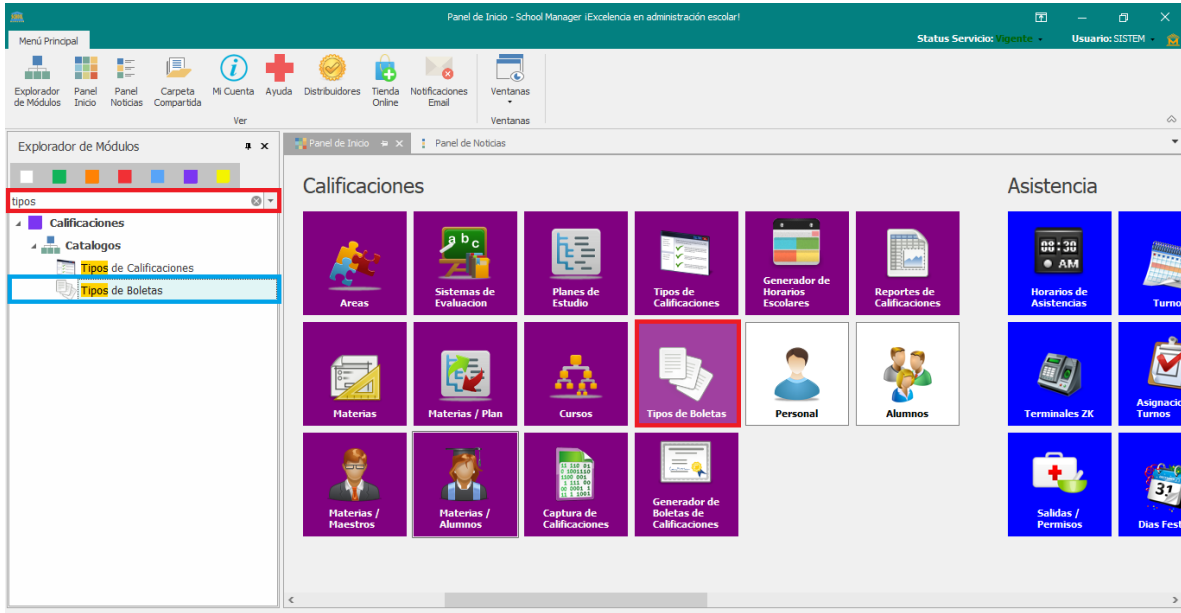 Panel de Inicio - School Manager ¡Excelencia en administración escolar!
Menú Principal
Status Servicio: Vigente
Usuario: SISTEM
Explorador de Módulos
Panel Inicio
Panel Noticias
Carpeta Compartida
Mi Cuenta
Ayuda
Distribuidores
Tienda Online
Notificaciones Email
Ventanas
Ver
Ventanas
Explorador de Módulos
Panel de Inicio
Panel de Noticias
tipos
Calificaciones
Catalogos
Tipos de Calificaciones
Tipos de Boletas
Calificaciones
Areas
a b c
Sistemas de
Evaluacion
Planes de
Estudio
Tipos de
Calificaciones
Generador de
Horarios
Escolares
Reportes de
Calificaciones
Materias
Materias / Plan
Cursos
Tipos de Boletas
Personal
Alumnos
Materias /
Maestros
Materias /
Alumnos
Captura de
Calificaciones
Generador de
Boletas de
Calificaciones
Asistencia
08:30
AM
Horarios de
Asistencias
Turno
Terminales ZK
Asignacio
Turnos
Salidas /
Permisos
31
Dias Fest